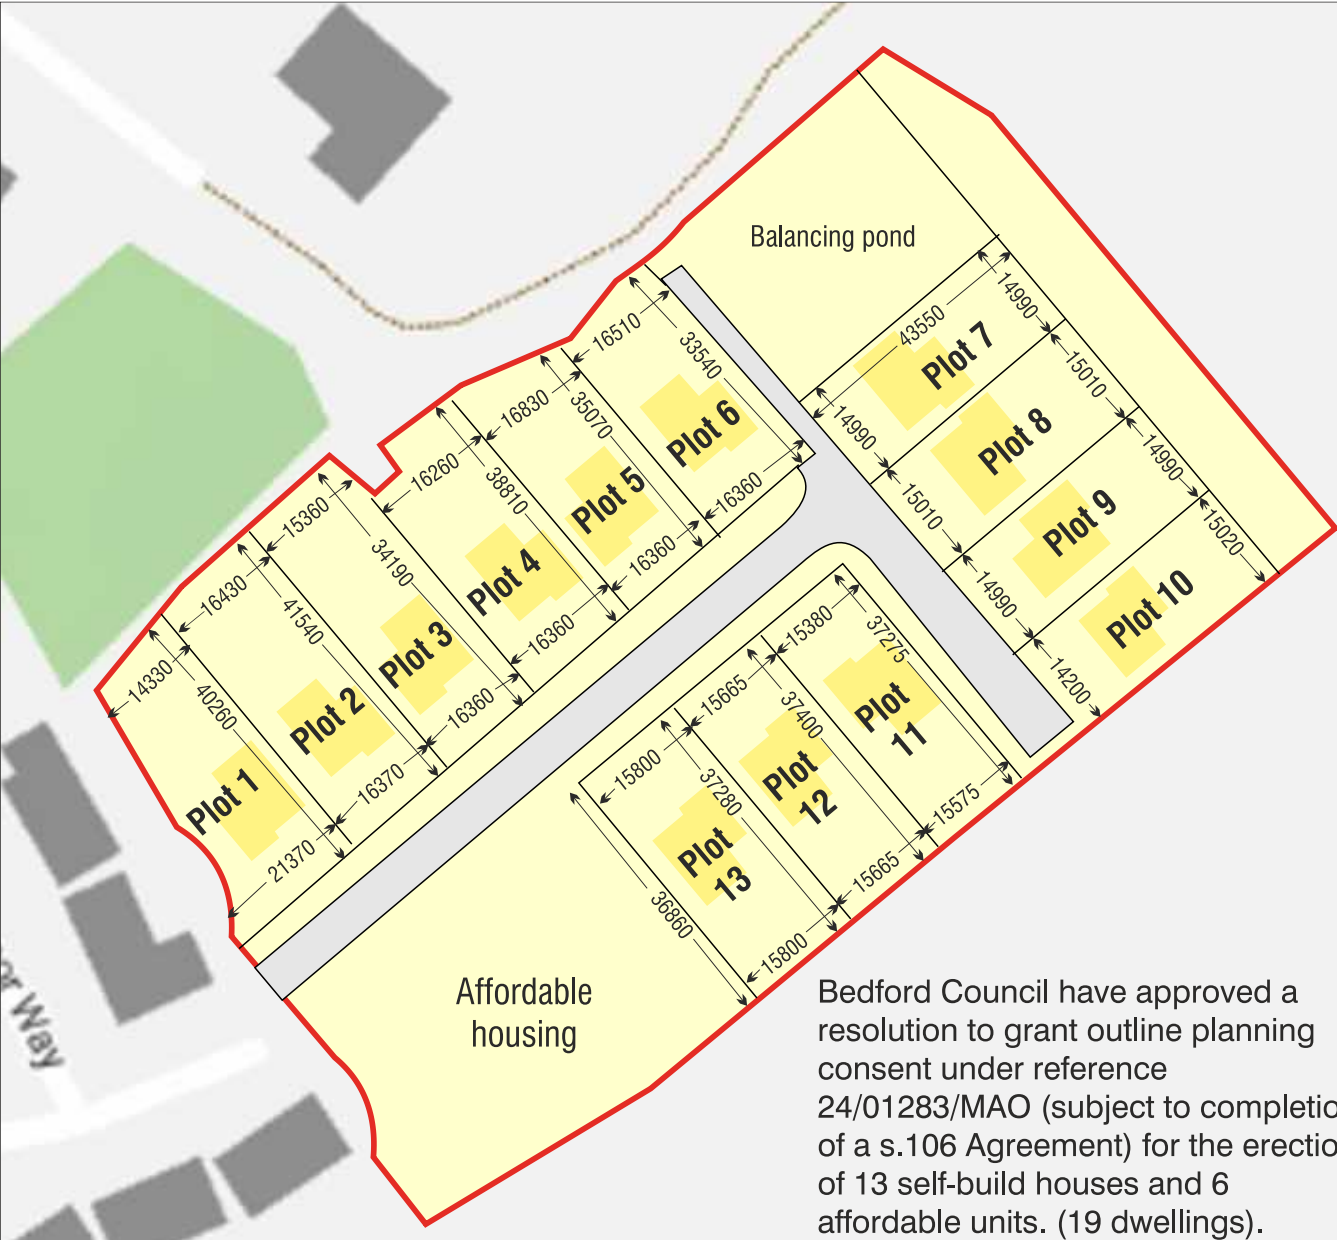 Balancing pond
14990
43550
Plot 7
16510
33540
15010
14990
Plot 8
16830
35070
Plot 6
14990
15010
Plot 9
15020
16260
38810
Plot 5
16360
14990
Plot 10
15360
34190
Plot 4
16360
14200
16430
41540
Plot 3
16360
15380
37275
14330
40260
Plot 2
16360
15665
37400
Plot
11
Plot 1
16370
15800
37280
Plot
12
15575
21370
36860
Plot
13
15665
15800
Affordable
housing
or Way
Bedford Council have approved a
resolution to grant outline planning
consent under reference
24/01283/MAO (subject to completio
of a s.106 Agreement) for the erectio
of 13 self-build houses and 6
affordable units. (19 dwellings).